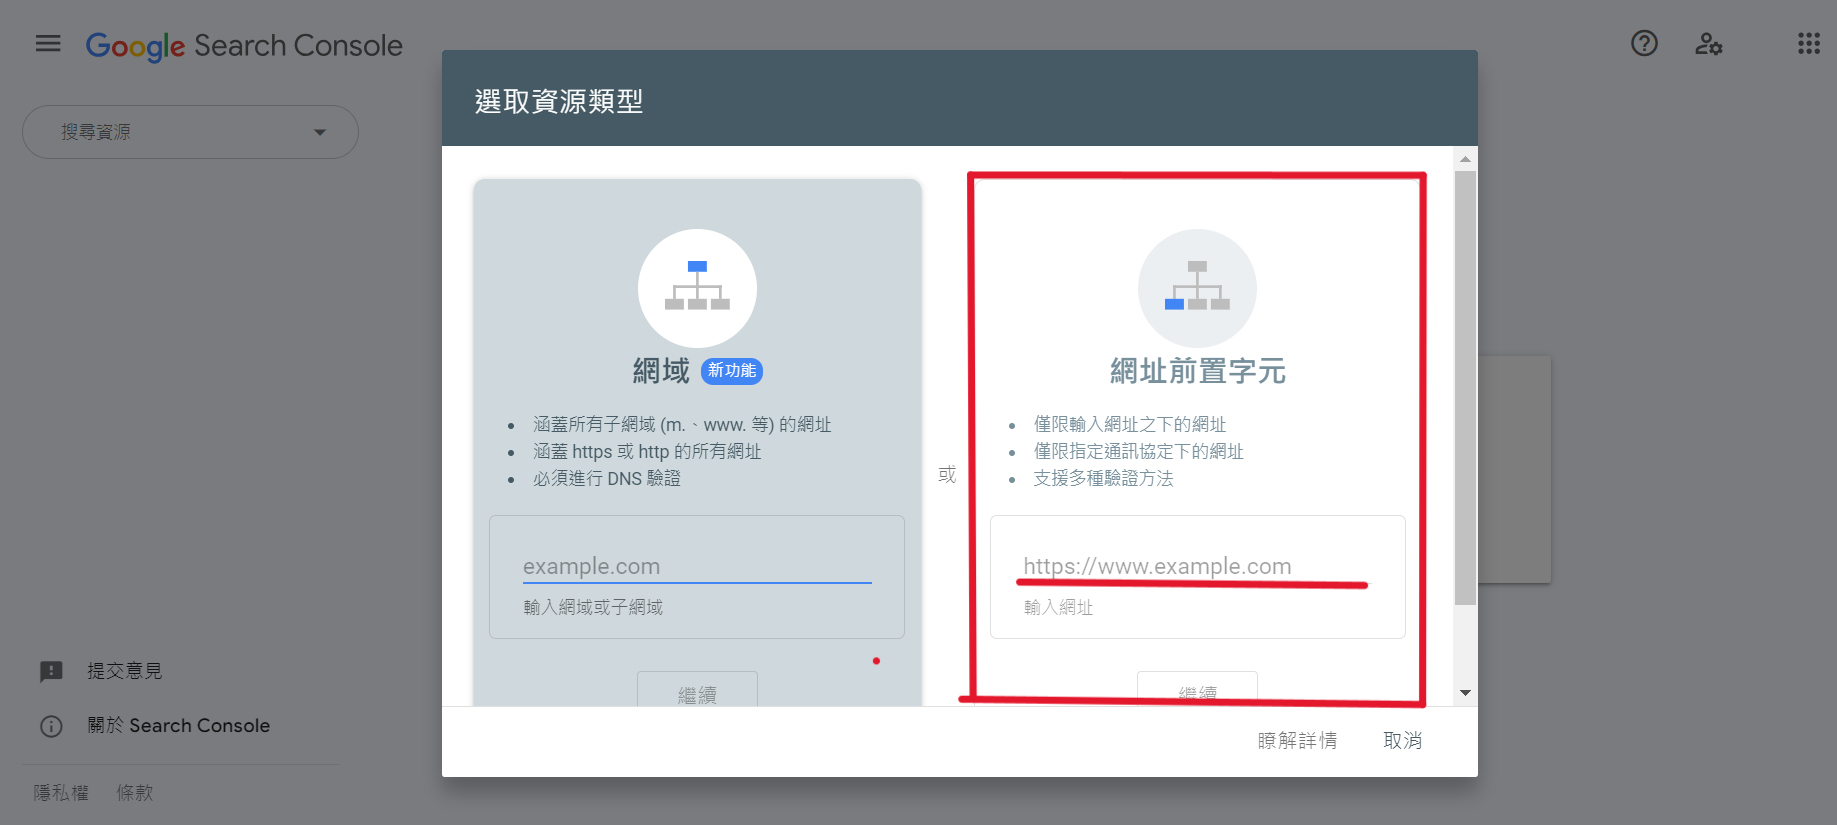 Google Search Console
搜尋資源
選取資源類型
網域 新功能
涵蓋所有子網域 (m.、www. 等) 的網址
涵蓋 https 或 http 的所有網址
必須進行 DNS 驗證
example.com
輸入網域或子網域
繼續
或
網址前置字元
僅限輸入網址之下的網址
僅限指定通訊協定下的網址
支援多種驗證方法
https://www.example.com
輸入網址
繼續
瞭解詳情 取消
提交意見
關於 Search Console
隱私權 條款